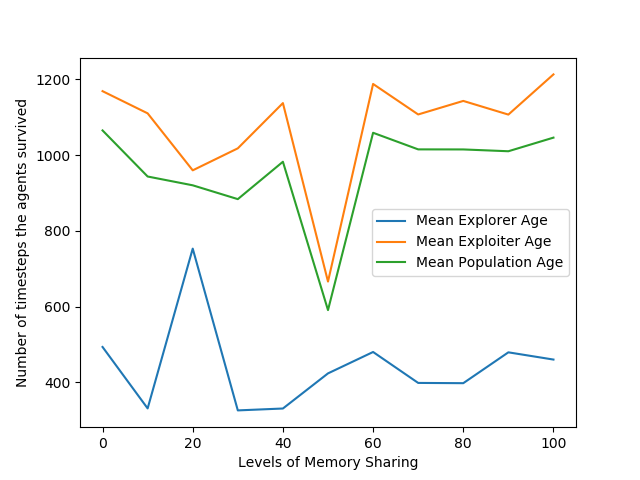 1200
1000
800
600
400
Number of timesteps the agents survived
Mean Explorer Age
Mean Exploiter Age
Mean Population Age
0 20 40 60 80 100
Levels of Memory Sharing